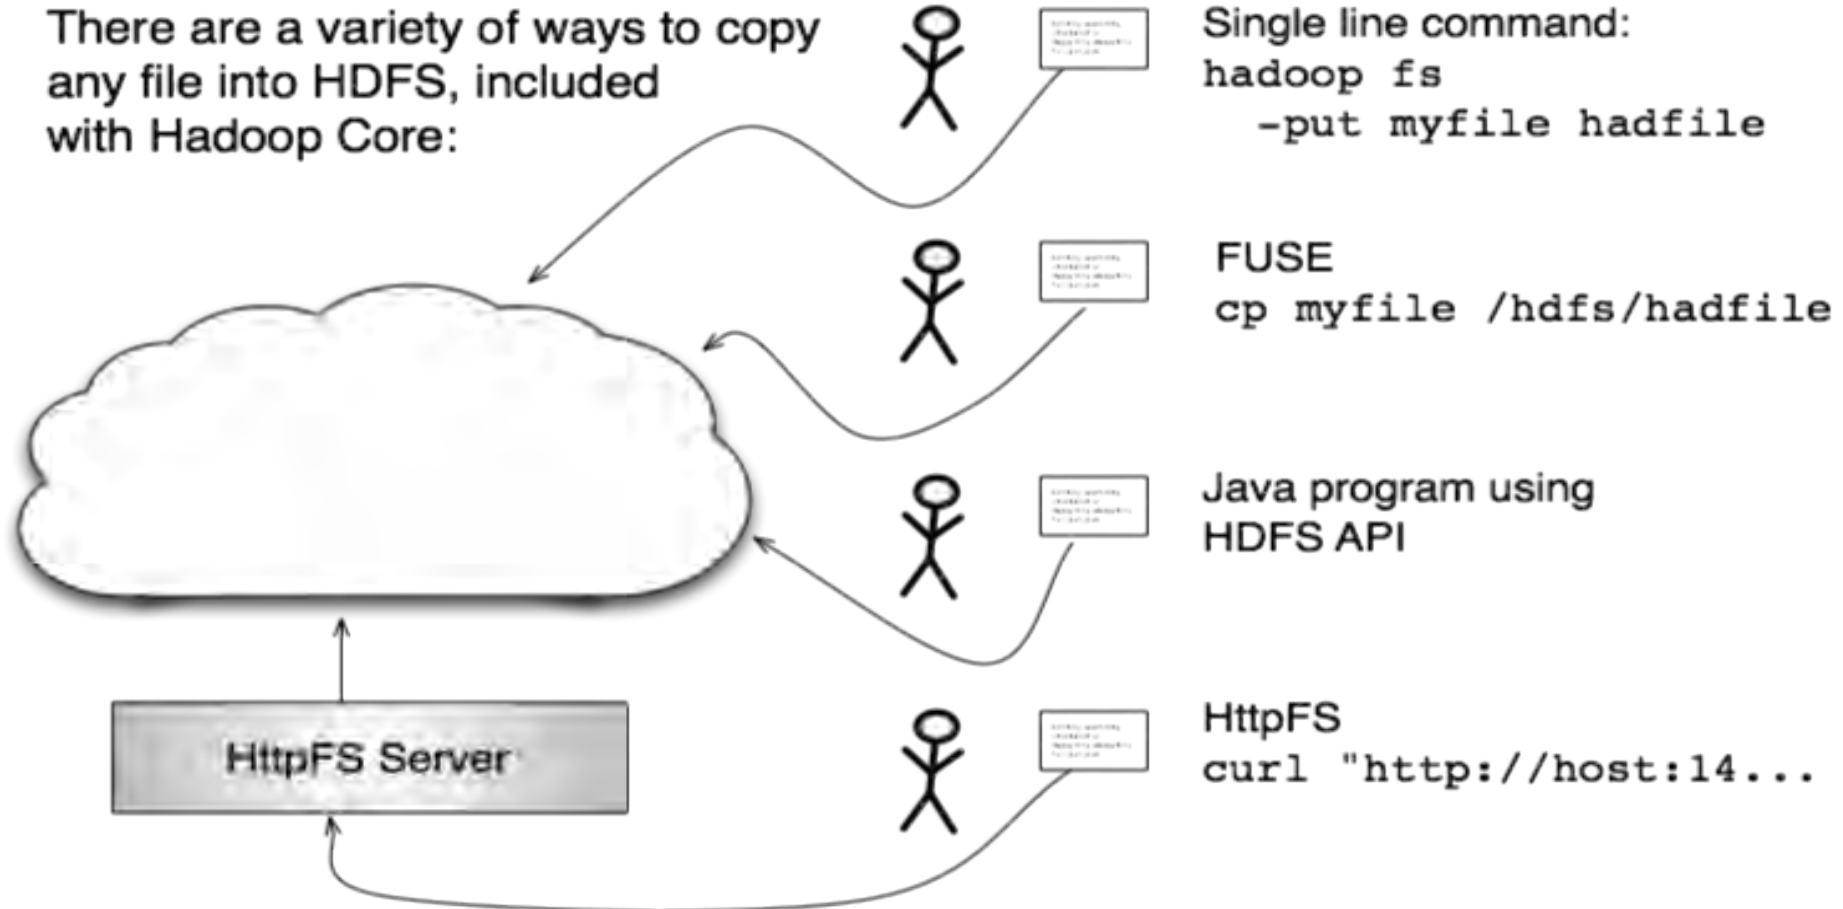 There are a variety of ways to copy
any file into HDFS, included
with Hadoop Core:
Single line command:
hadoop fs
-put myfile hadfile
FUSE
cp myfile /hdfs/hadfile
Java program using
HDFS API
HttpFS
curl "http://host:14...
HttpFS Server